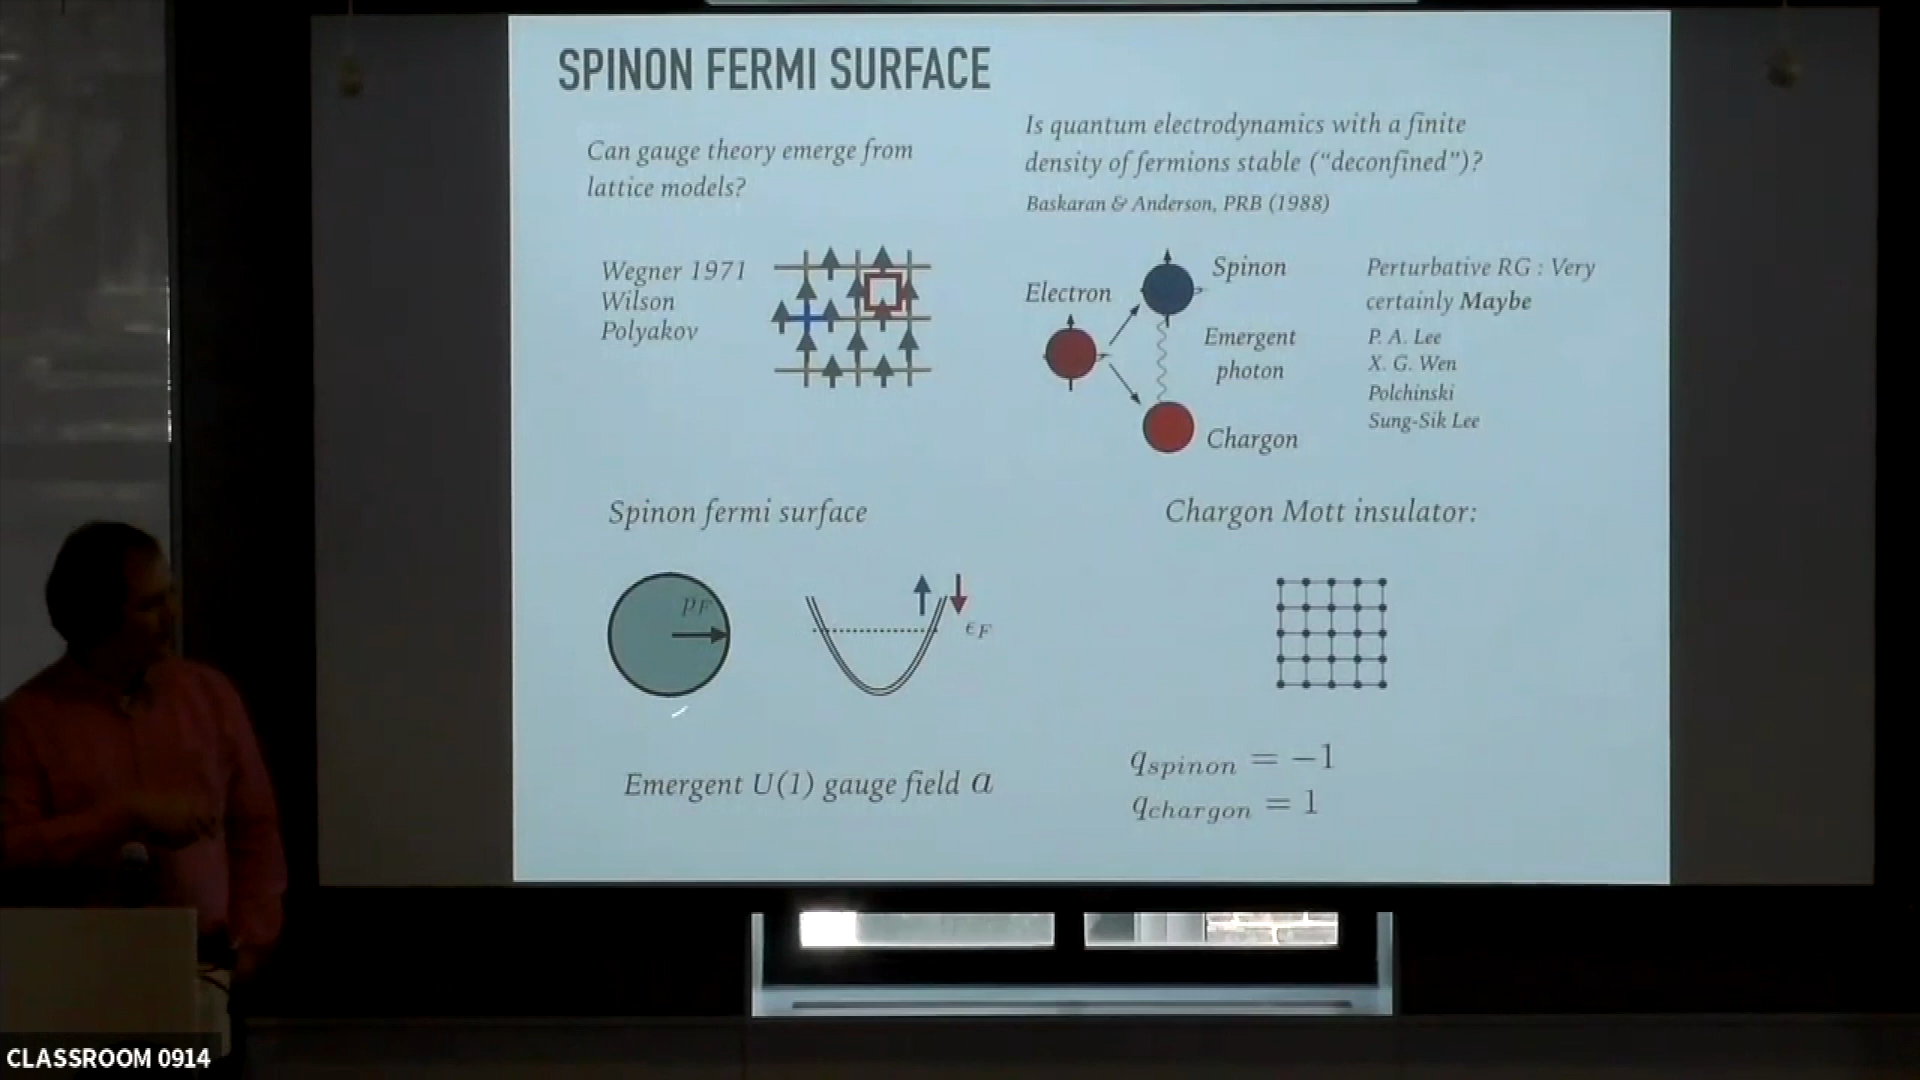 SPINON FERMI SURFACE
Can gauge theory emerge from
lattice models?
Wegner 1971
Wilson
Polyakov
Is quantum electrodynamics with a finite
density of fermions stable (“deconfined”)?
Baskaran & Anderson, PRB (1988)
Electron
Spinon
Emergent
photon
Chargon
Perturbative RG : Very
certainly Maybe
P. A. Lee
X. G. Wen
Polchinski
Sung-Sik Lee
Spinon fermi surface
p_F
ϵ_F
Chargon Mott insulator:
Emergent U(1) gauge field a
q_spinon = −1
q_chargon = 1
CLASSROOM 0914